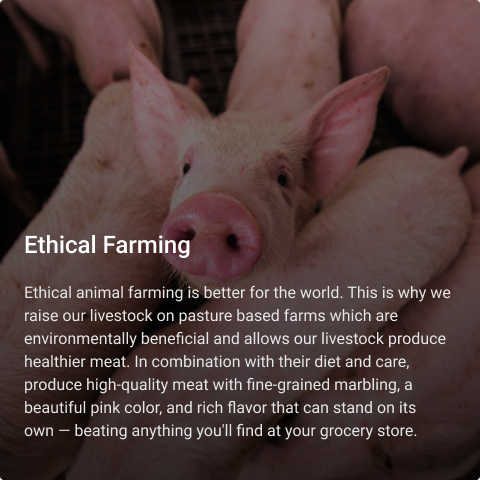 Ethical Farming
Ethical animal farming is better for the world. This is why we
raise our livestock on pasture based farms which are
environmentally beneficial and allows our livestock produce
healthier meat. In combination with their diet and care,
produce high-quality meat with fine-grained marbling, a
beautiful pink color, and rich flavor that can stand on its
own — beating anything you'll find at your grocery store.